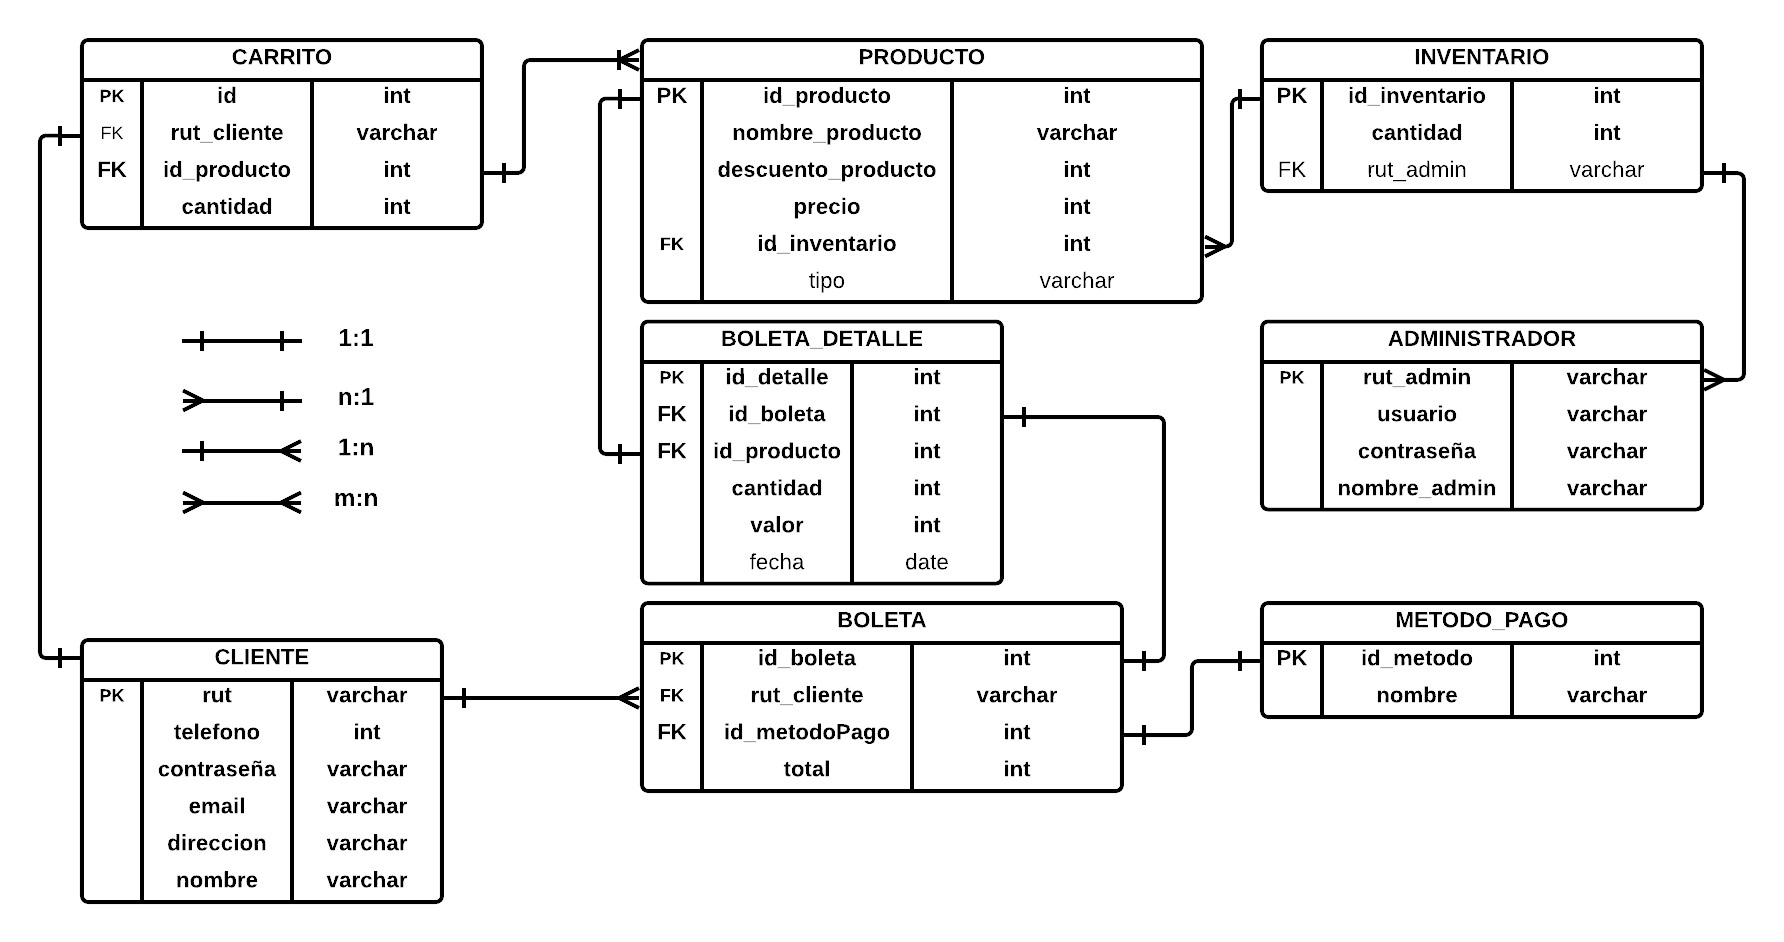 CARRITO
PK id int
FK rut_cliente varchar
FK id_producto int
cantidad int
PRODUCTO
PK id_producto int
nombre_producto varchar
descuento_producto int
precio int
FK id_inventario int
tipo varchar
INVENTARIO
PK id_inventario int
cantidad int
FK rut_admin varchar
1:1
n:1
1:n
m:n
BOLETA_DETALLE
PK id_detalle int
FK id_boleta int
FK id_producto int
cantidad int
valor int
fecha date
ADMINISTRADOR
PK rut_admin varchar
usuario varchar
contraseña varchar
nombre_admin varchar
CLIENTE
PK rut varchar
telefono int
contraseña varchar
email varchar
direccion varchar
nombre varchar
BOLETA
PK id_boleta int
FK rut_cliente varchar
FK id_metodoPago int
total int
METODO_PAGO
PK id_metodo int
nombre varchar